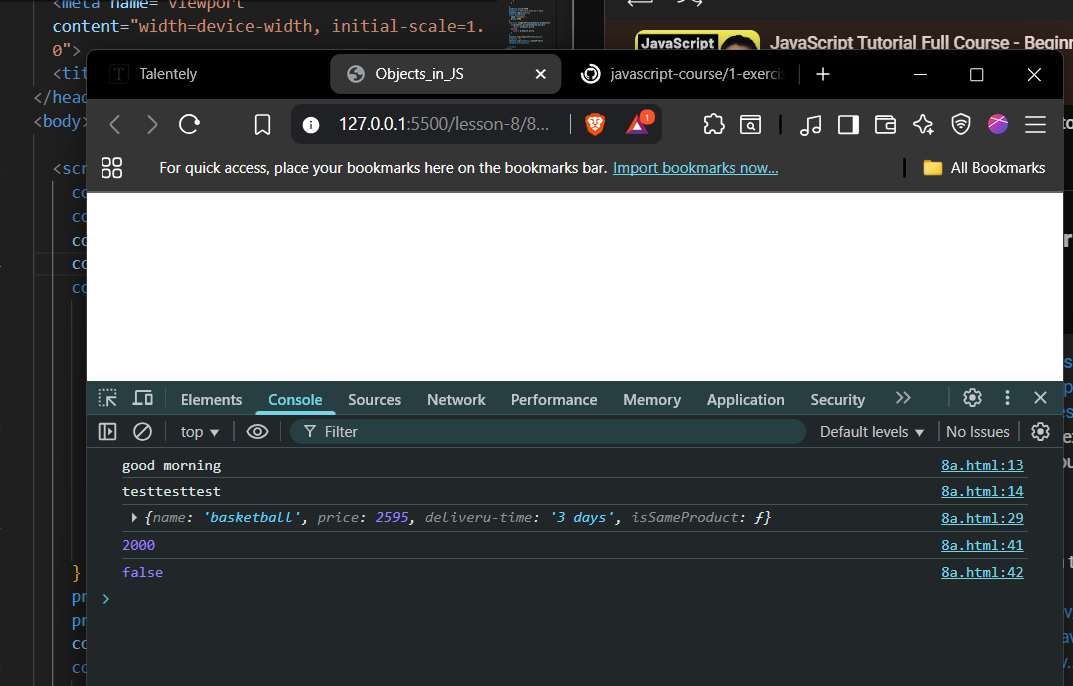 <meta name="viewport"
content="width=device-width, initial-scale=1.
0">
<tit
</head
<body>
<scr
co
co
co
co
co
}
pr
pr
co
co
JavaScript
JavaScript Tutorial Full Course - Beginn
T Talentely
Objects_in_JS
javascript-course/1-exercis
127.0.0.1:5500/lesson-8/8...
1
For quick access, place your bookmarks here on the bookmarks bar. Import bookmarks now...
All Bookmarks
Elements Console Sources Network Performance Memory Application Security
top Filter Default levels No Issues
good morning 8a.html:13
testtesttest 8a.html:14
{name: 'basketball', price: 2595, deliveru-time: '3 days', isSameProduct: ƒ} 8a.html:29
2000 8a.html:41
false 8a.html:42